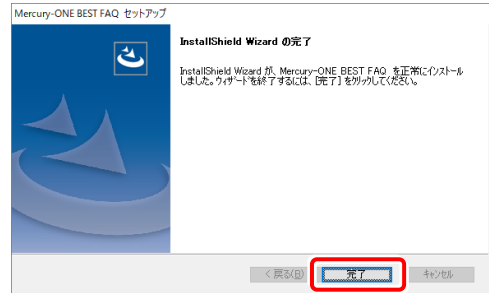 Mercury-ONE BEST FAQ セットアップ
InstallShield Wizard の完了
InstallShield Wizard が、Mercury-ONE BEST FAQ を正常にインストール
しました。ウィザードを終了するには、[完了] をクリックしてください。
< 戻る(B)
完了
キャンセル